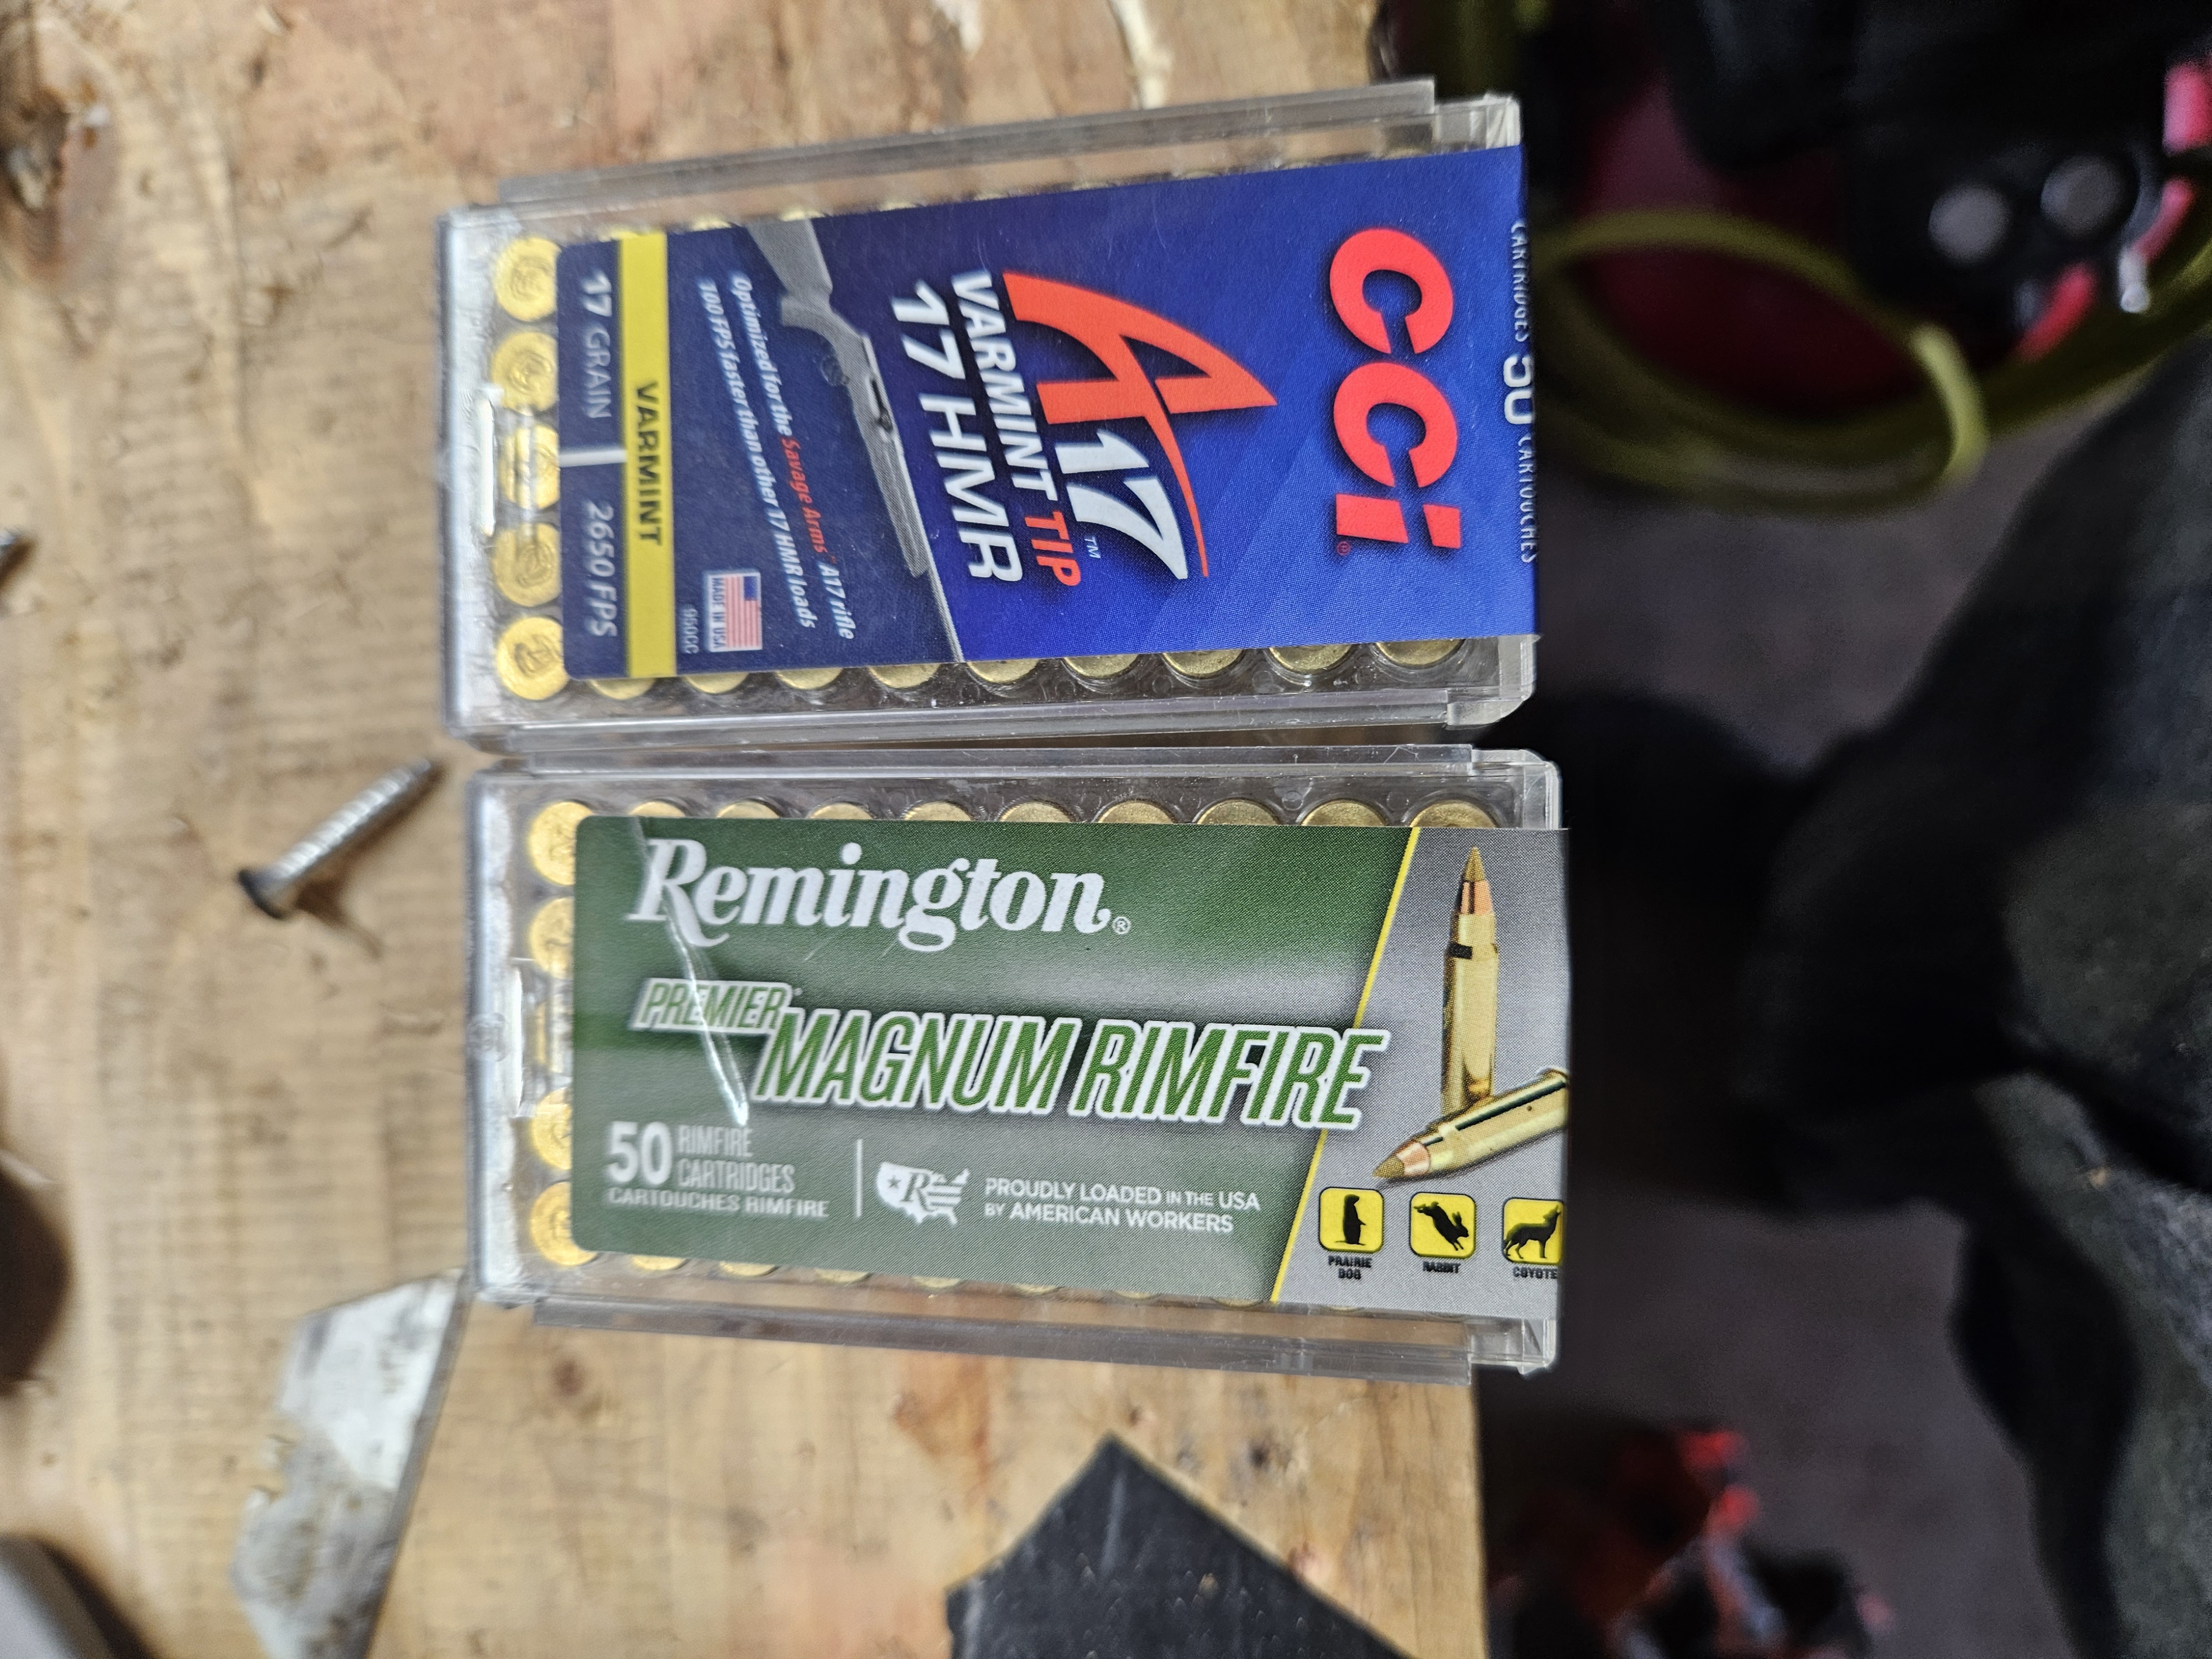 CARTRIDGES 50 CARTOUCHES
CCI®
A17™
VARMINT TIP
17 HMR
Optimized for the Savage Arms® A17 rifle
100 FPS faster than other 17 HMR loads
MADE IN USA
950CC
VARMINT
17 GRAIN
2650 FPS
Remington®
PREMIER®
MAGNUM RIMFIRE
50 RIMFIRE
CARTRIDGES
CARTOUCHES RIMFIRE
R
PROUDLY LOADED IN THE USA
BY AMERICAN WORKERS
PRAIRIE
DOG
RABBIT
COYOTE